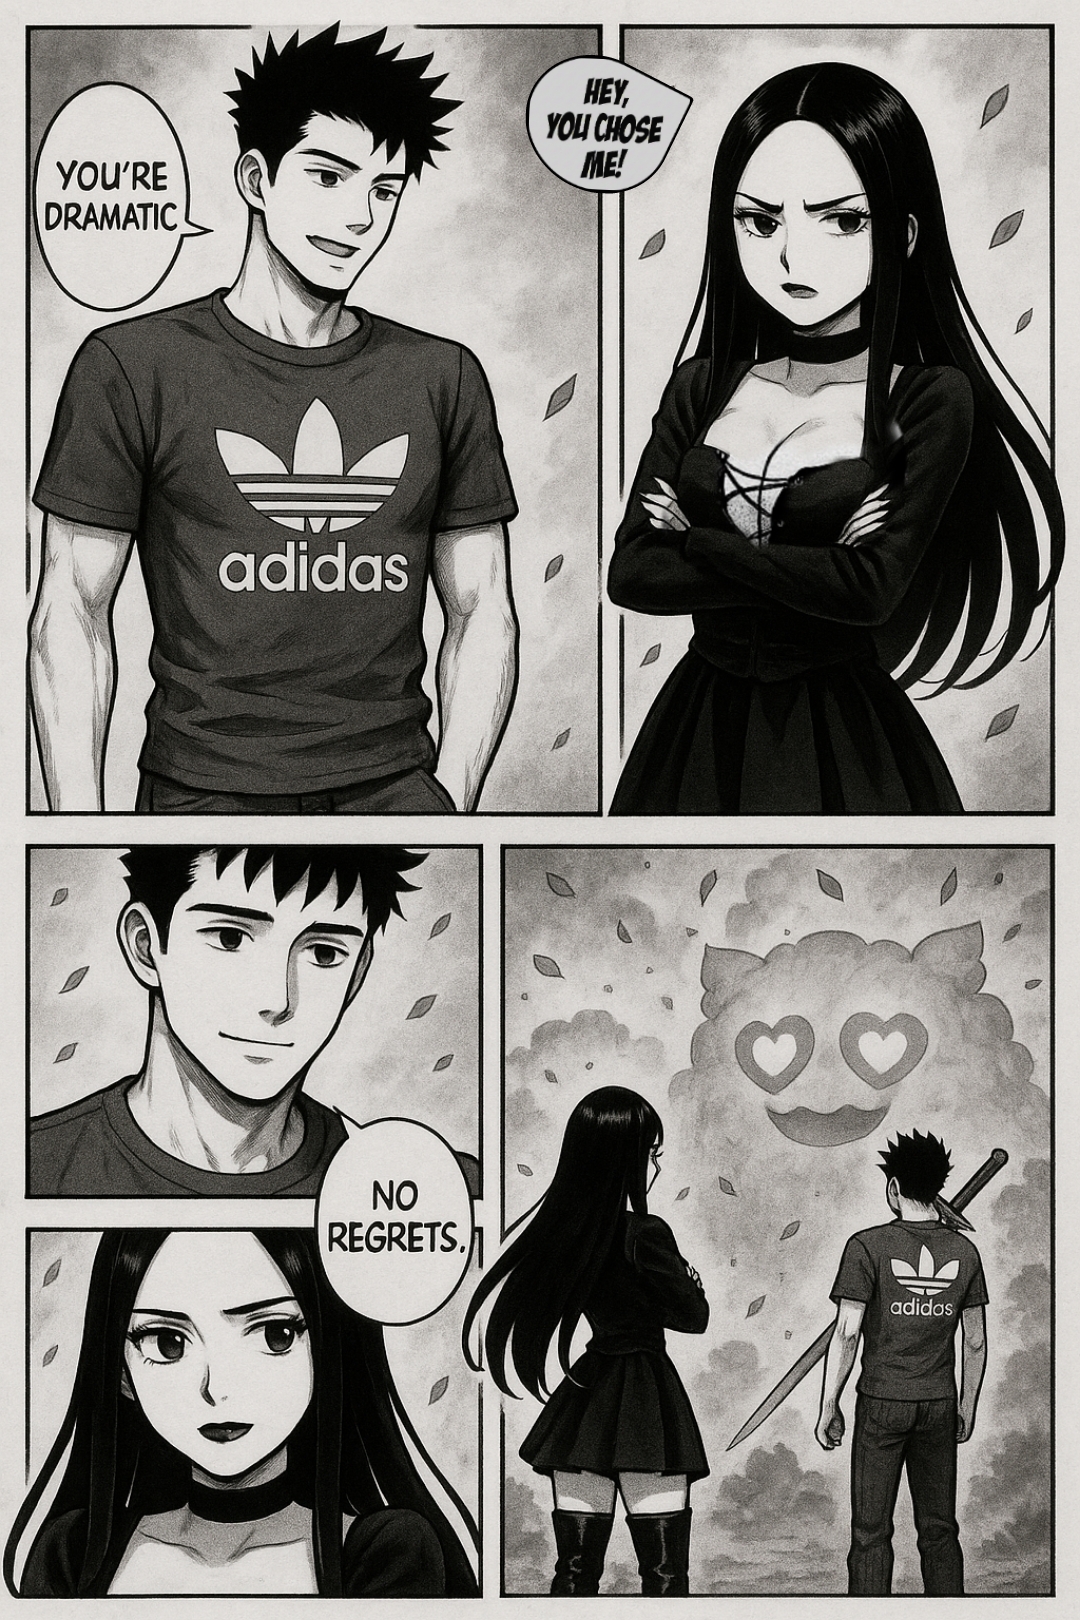 YOU'RE
DRAMATIC
HEY,
YOU CHOSE
ME!
adidas
NO
REGRETS.
adidas